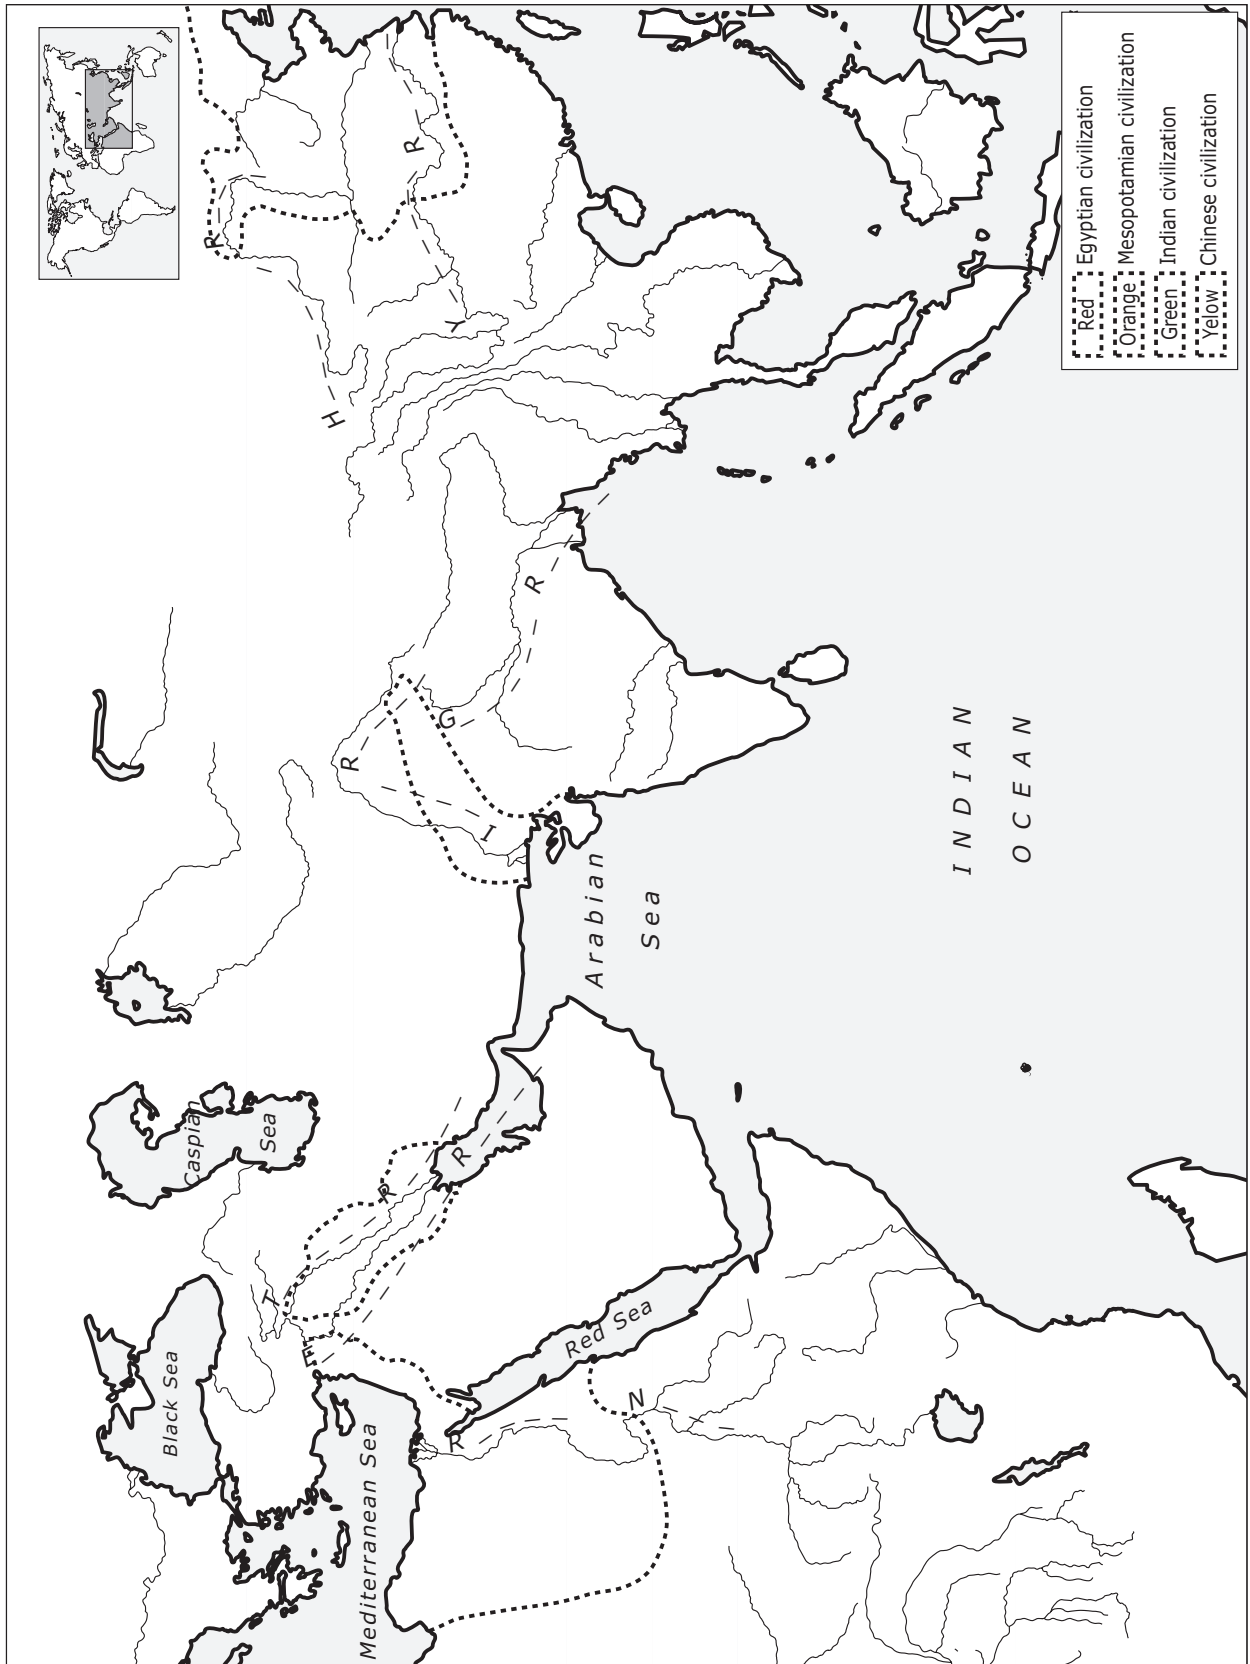 Red Egyptian civilization
Orange Mesopotamian civilization
Green Indian civilization
Yelow Chinese civilization
Black Sea
Caspian
Sea
Mediterranean Sea
Red Sea
Arabian
Sea
INDIAN
OCEAN
N
R
E
R
T
R
I
R
G
R
H
R
Y
R